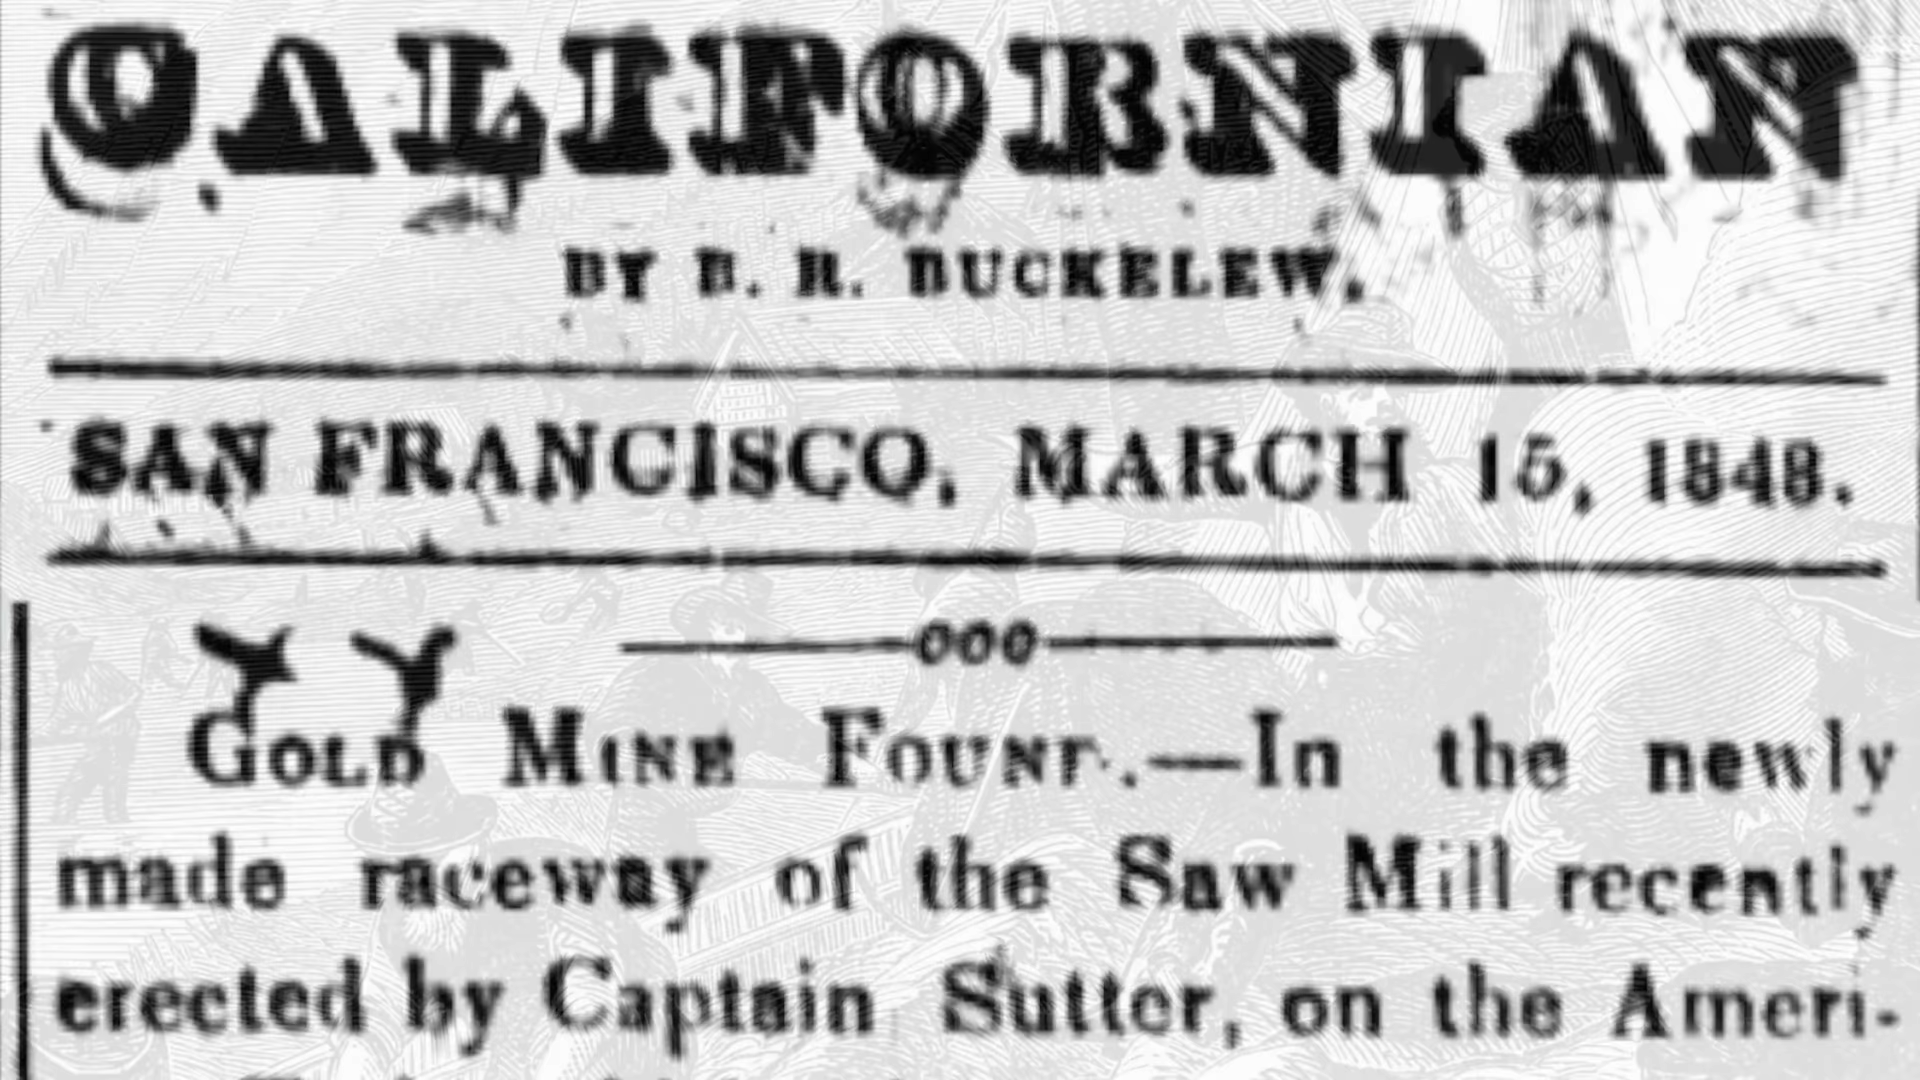 CALIFORNIAN
BY B. R. BUCKELEW.
SAN FRANCISCO, MARCH 15, 1848.
GOLD MINE FOUND.—In the newly
made raceway of the Saw Mill recently
erected by Captain Sutter, on the Ameri-